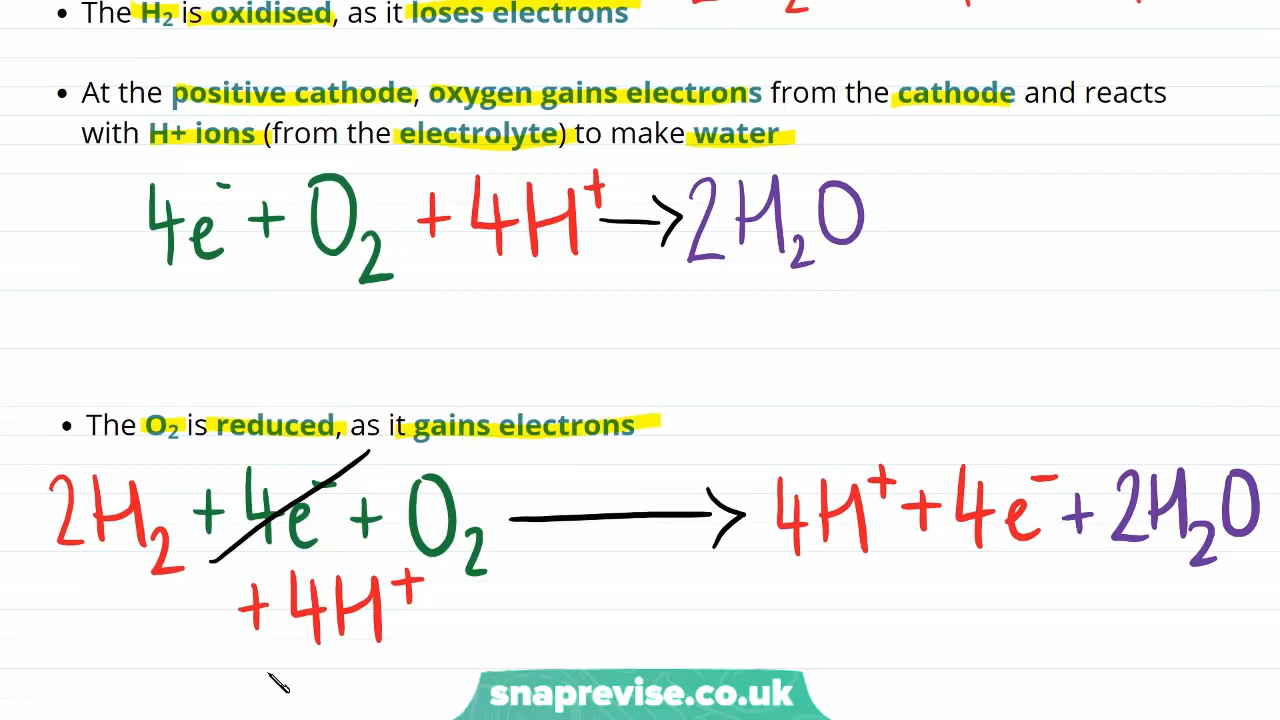 • The H₂ is oxidised, as it loses electrons
• At the positive cathode, oxygen gains electrons from the cathode and reacts
with H+ ions (from the electrolyte) to make water
4e⁻ + O₂ + 4H⁺ → 2H₂O
• The O₂ is reduced, as it gains electrons
2H₂ + 4e⁻ + O₂ → 4H⁺ + 4e⁻ + 2H₂O
+ 4H⁺
snaprevise.co.uk